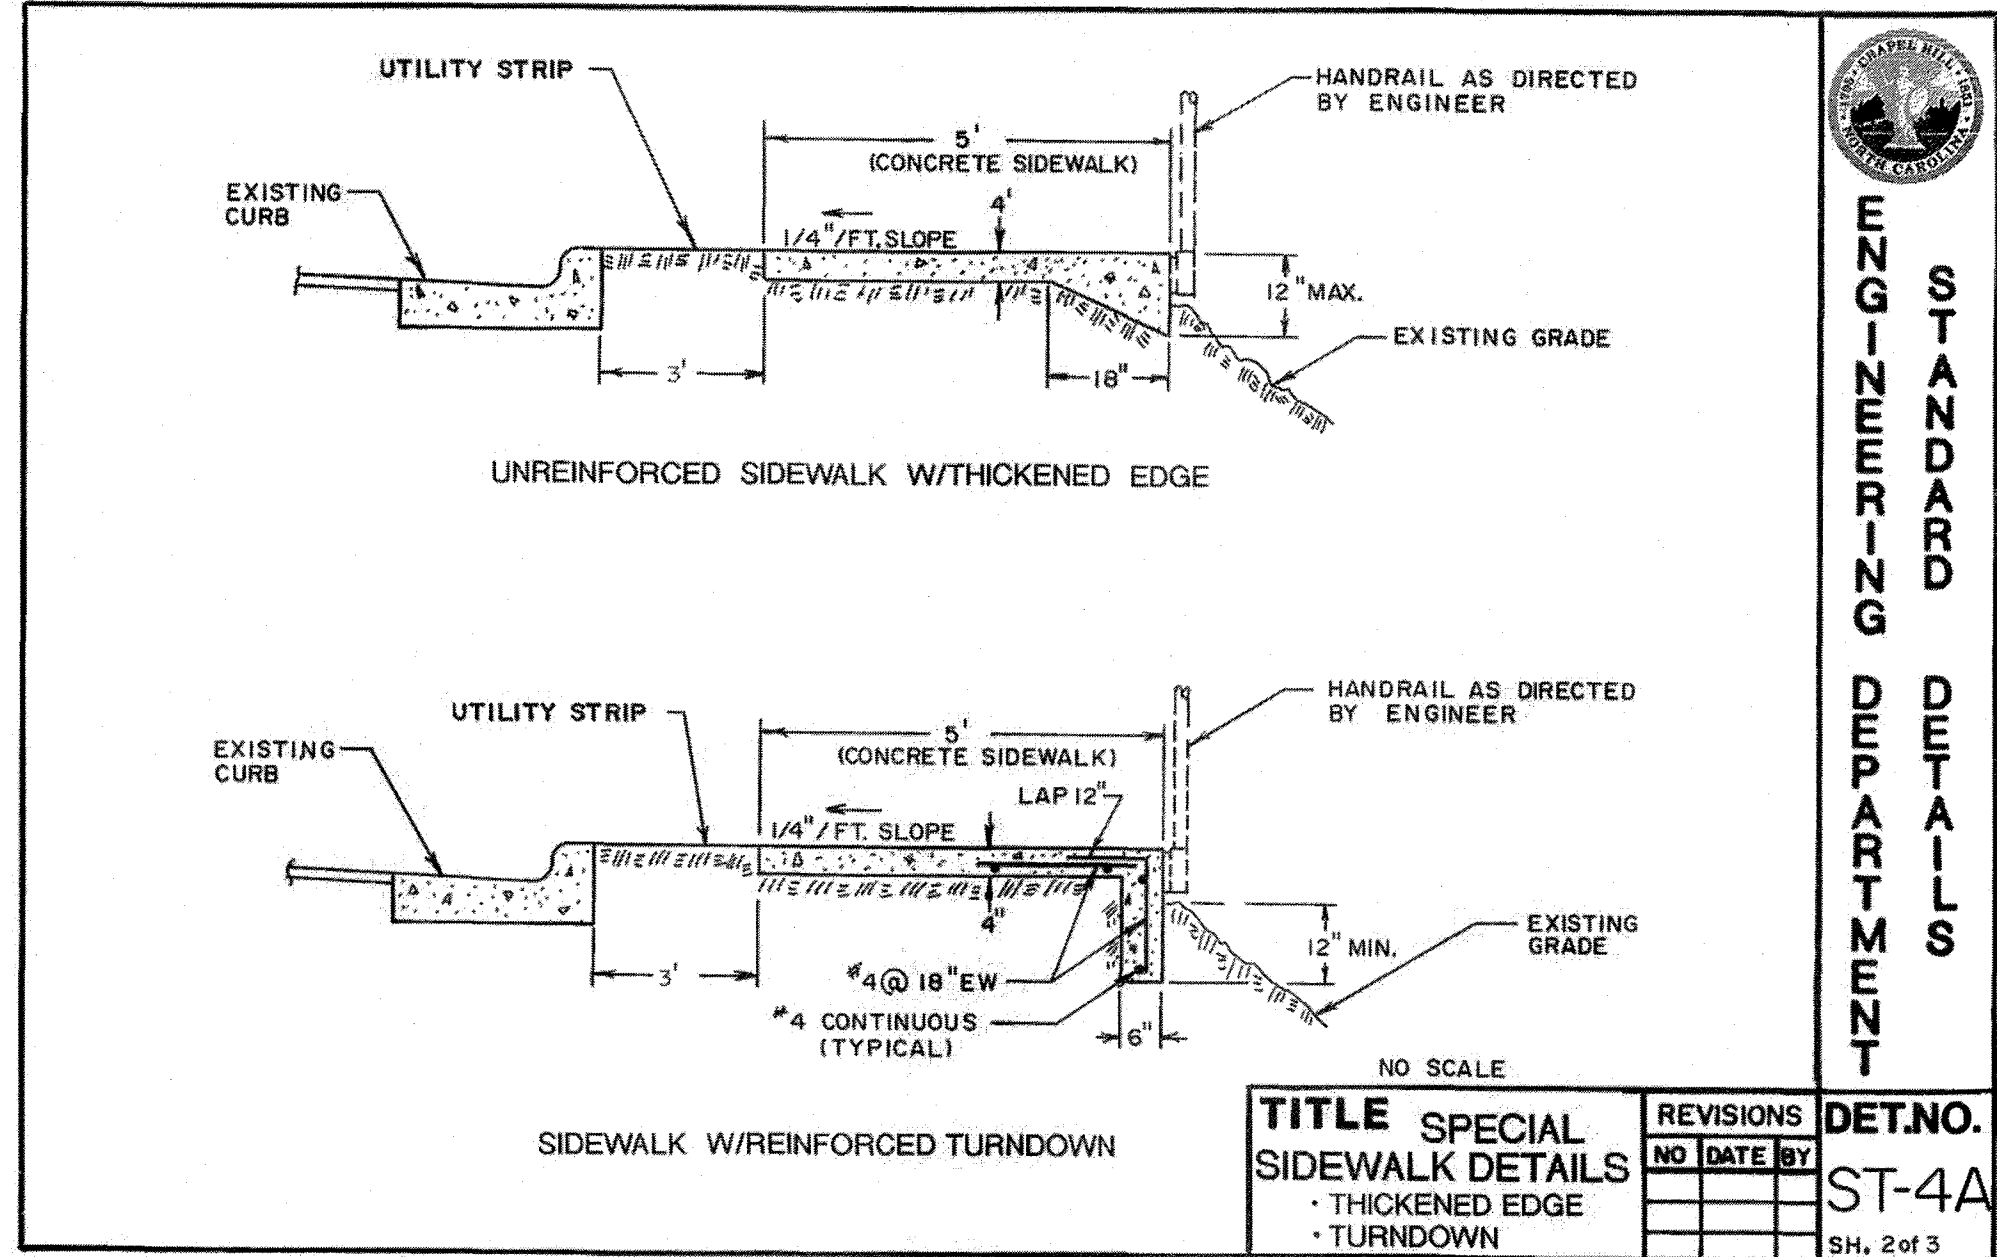 UTILITY STRIP
HANDRAIL AS DIRECTED
BY ENGINEER
5'
(CONCRETE SIDEWALK)
EXISTING
CURB
4'
1/4"/FT. SLOPE
12" MAX.
EXISTING GRADE
3'
18"
UNREINFORCED SIDEWALK W/THICKENED EDGE
UTILITY STRIP
HANDRAIL AS DIRECTED
BY ENGINEER
5'
(CONCRETE SIDEWALK)
EXISTING
CURB
LAP 12"
1/4"/FT. SLOPE
4"
12" MIN.
EXISTING
GRADE
3'
#4@ 18"EW
#4 CONTINUOUS
(TYPICAL)
6"
NO SCALE
SIDEWALK W/REINFORCED TURNDOWN
CHAPEL HILL
NORTH CAROLINA
ENGINEERING DEPARTMENT
STANDARD DETAILS
TITLE SPECIAL
SIDEWALK DETAILS
· THICKENED EDGE
· TURNDOWN
REVISIONS
NO DATE BY
DET.NO.
ST-4A
SH. 2of 3